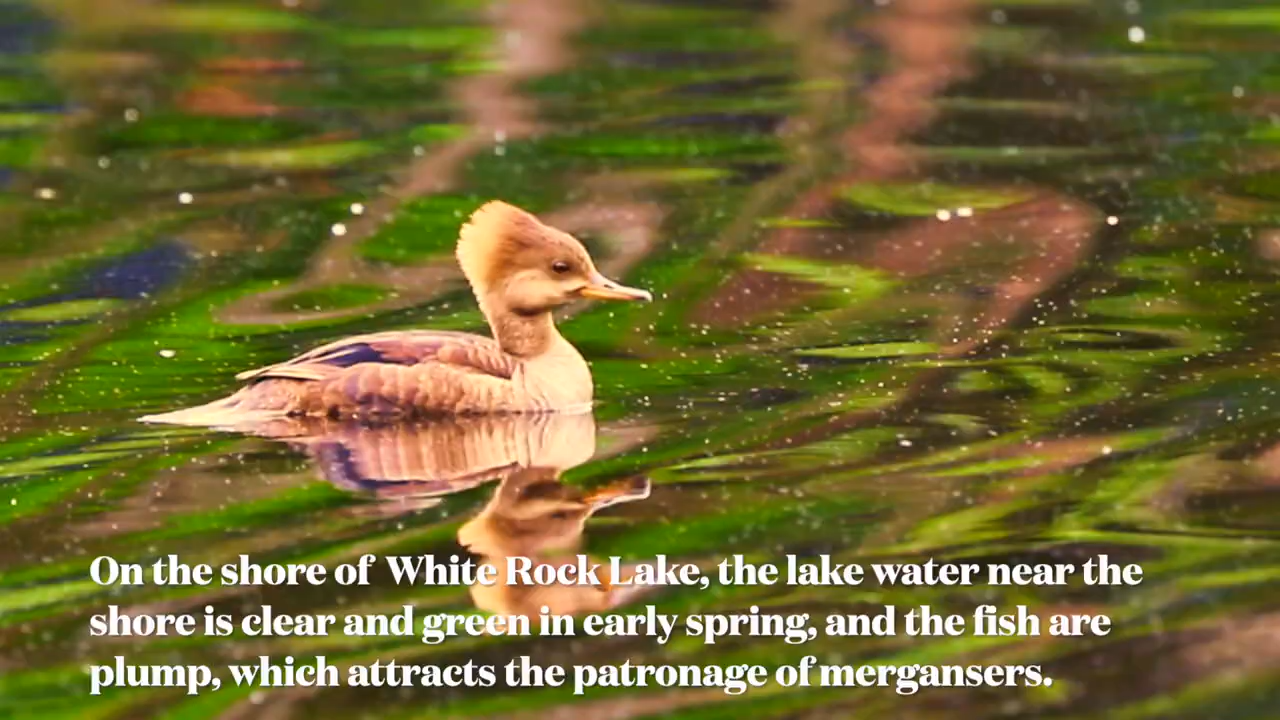 On the shore of White Rock Lake, the lake water near the
shore is clear and green in early spring, and the fish are
plump, which attracts the patronage of mergansers.